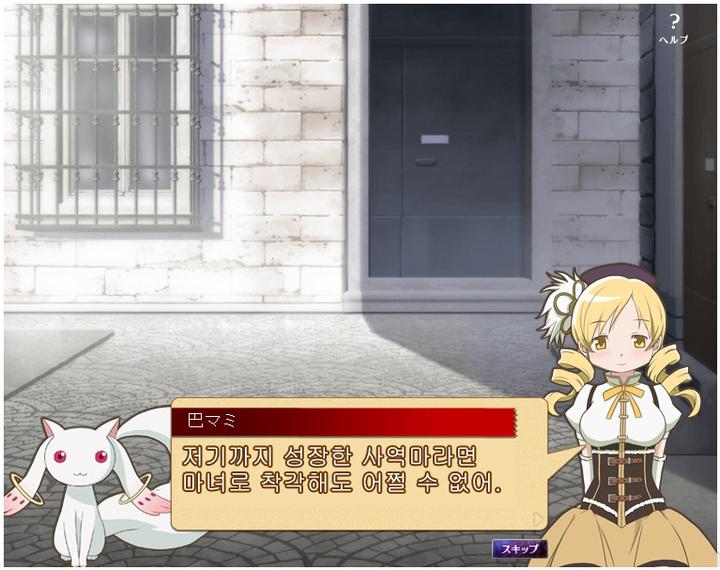 ?
ヘルプ
巴マミ
저기까지 성장한 사역마라면
마녀로 착각해도 어쩔 수 없어.
スキップ